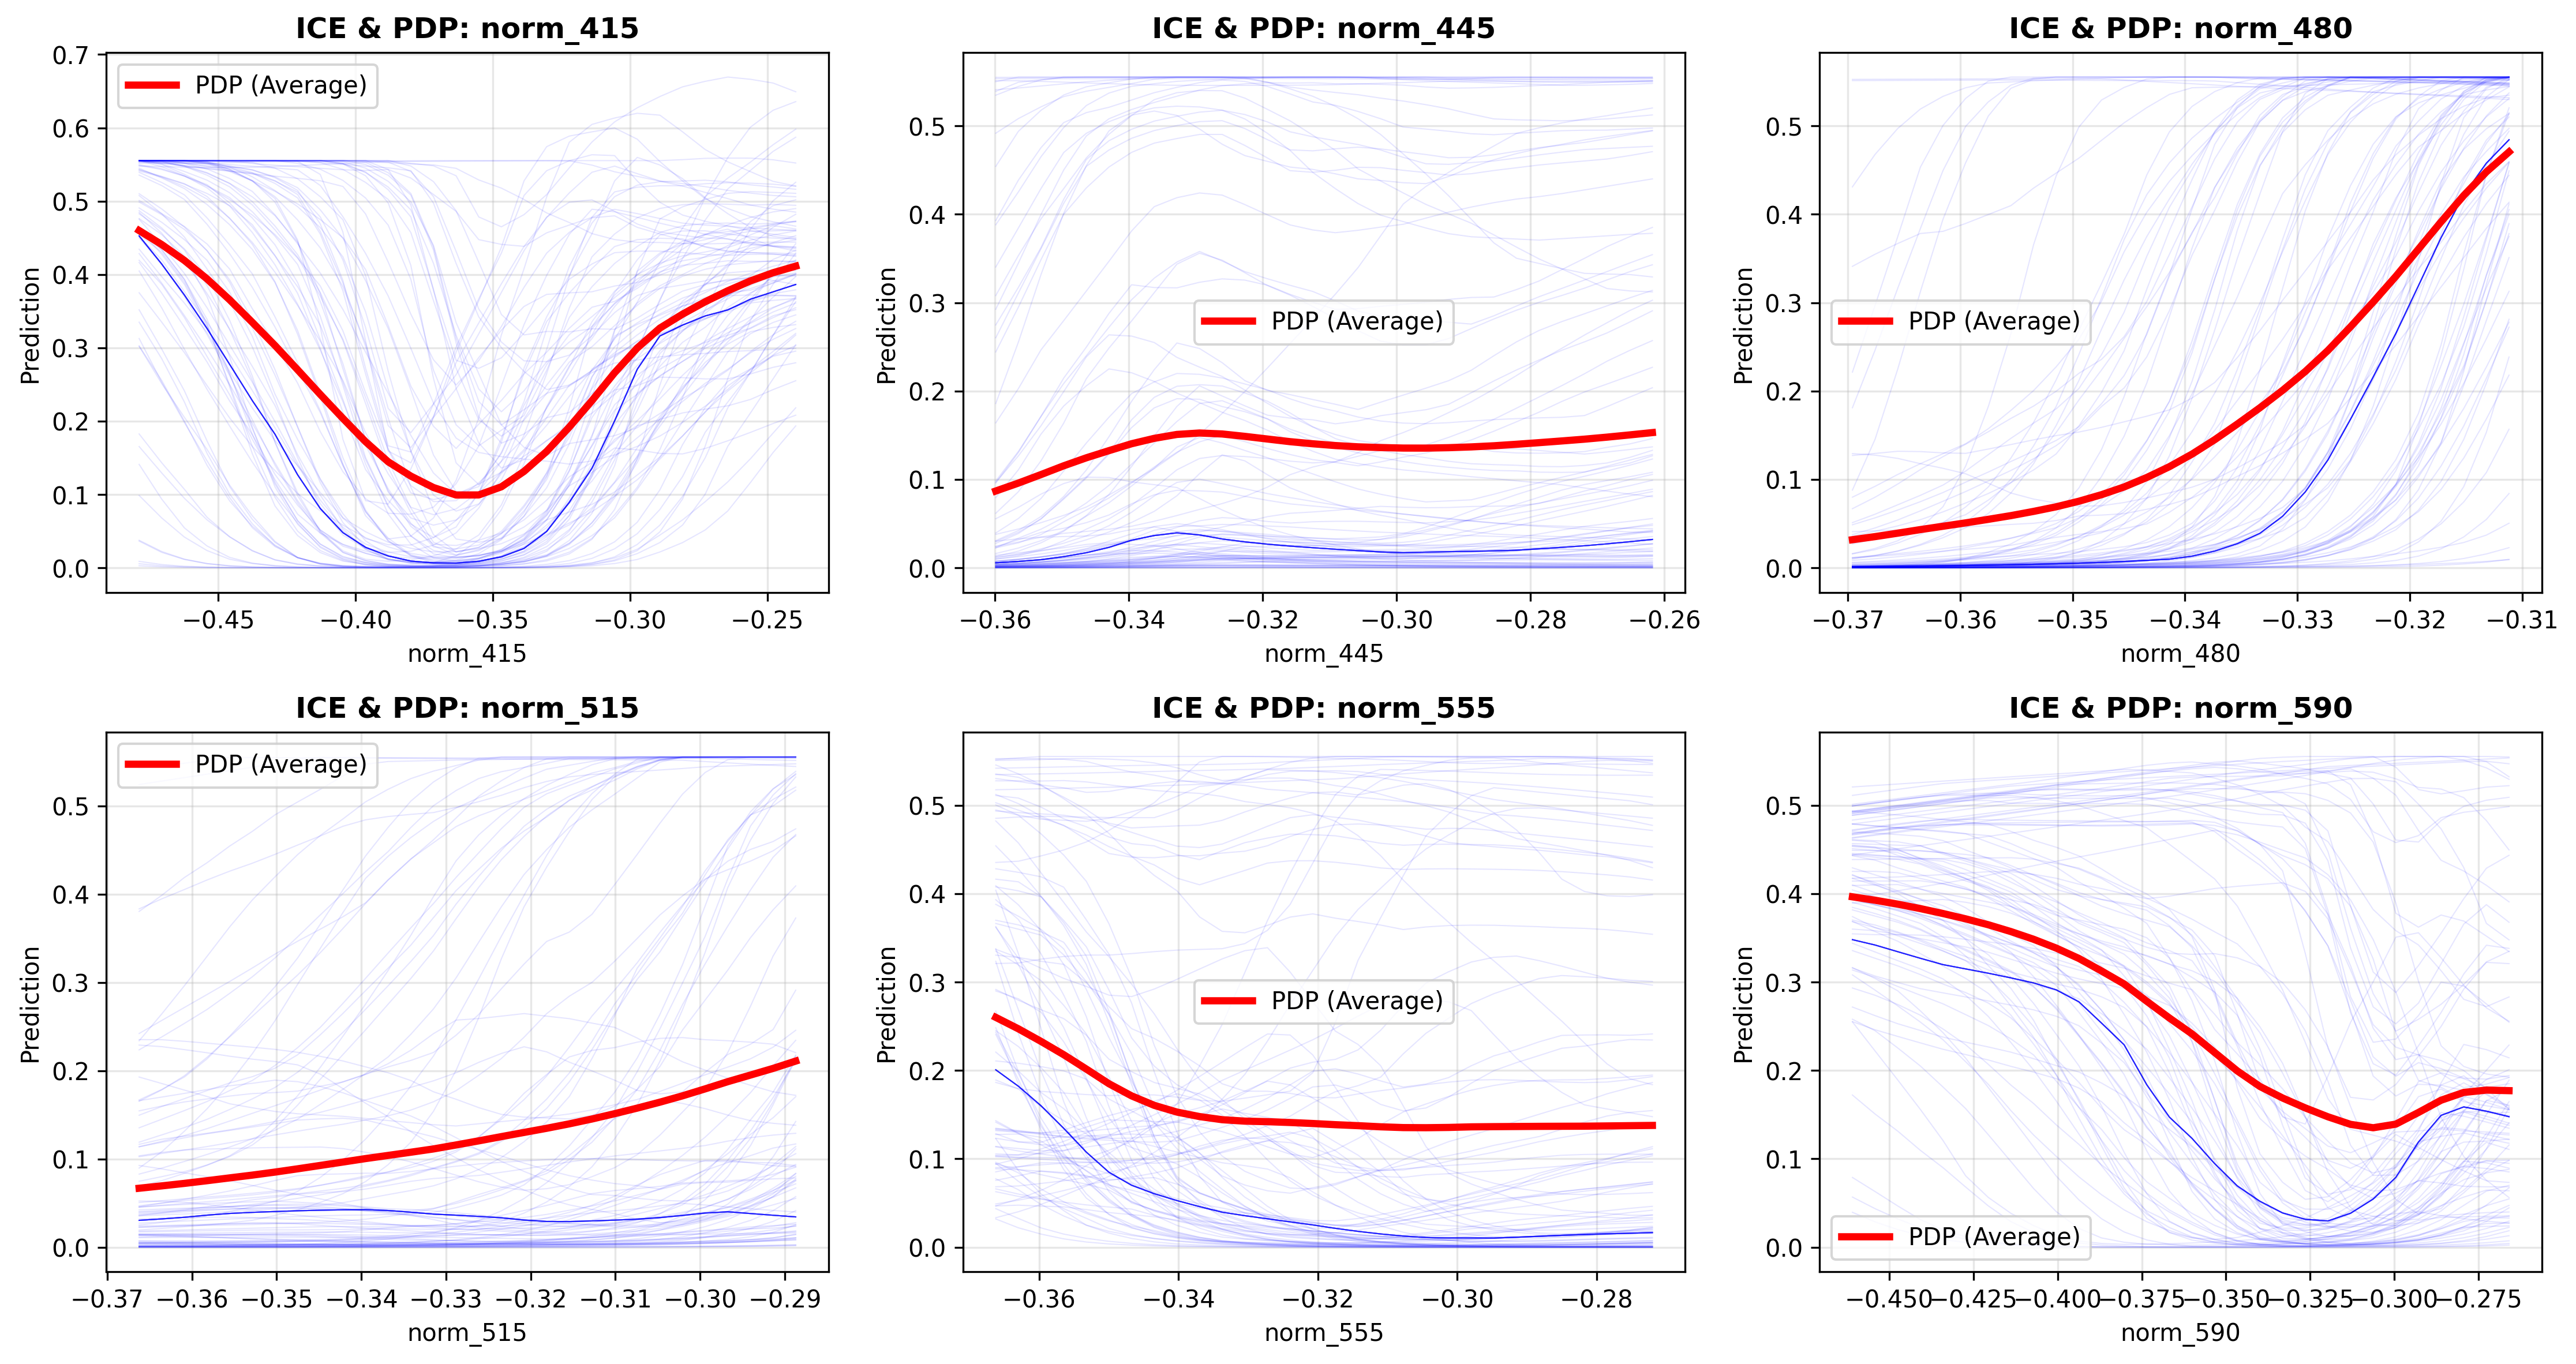 ICE & PDP: norm_415
0.7
0.6
0.5
0.4
0.3
0.2
0.1
0.0
Prediction
PDP (Average)
−0.45 −0.40 −0.35 −0.30 −0.25
norm_415
ICE & PDP: norm_445
0.5
0.4
0.3
0.2
0.1
0.0
Prediction
PDP (Average)
−0.36 −0.34 −0.32 −0.30 −0.28 −0.26
norm_445
ICE & PDP: norm_480
0.5
0.4
0.3
0.2
0.1
0.0
Prediction
PDP (Average)
−0.37 −0.36 −0.35 −0.34 −0.33 −0.32 −0.31
norm_480
ICE & PDP: norm_515
0.5
0.4
0.3
0.2
0.1
0.0
Prediction
PDP (Average)
−0.37 −0.36 −0.35 −0.34 −0.33 −0.32 −0.31 −0.30 −0.29
norm_515
ICE & PDP: norm_555
0.5
0.4
0.3
0.2
0.1
0.0
Prediction
PDP (Average)
−0.36 −0.34 −0.32 −0.30 −0.28
norm_555
ICE & PDP: norm_590
0.5
0.4
0.3
0.2
0.1
0.0
Prediction
PDP (Average)
−0.450 −0.425 −0.400 −0.375 −0.350 −0.325 −0.300 −0.275
norm_590